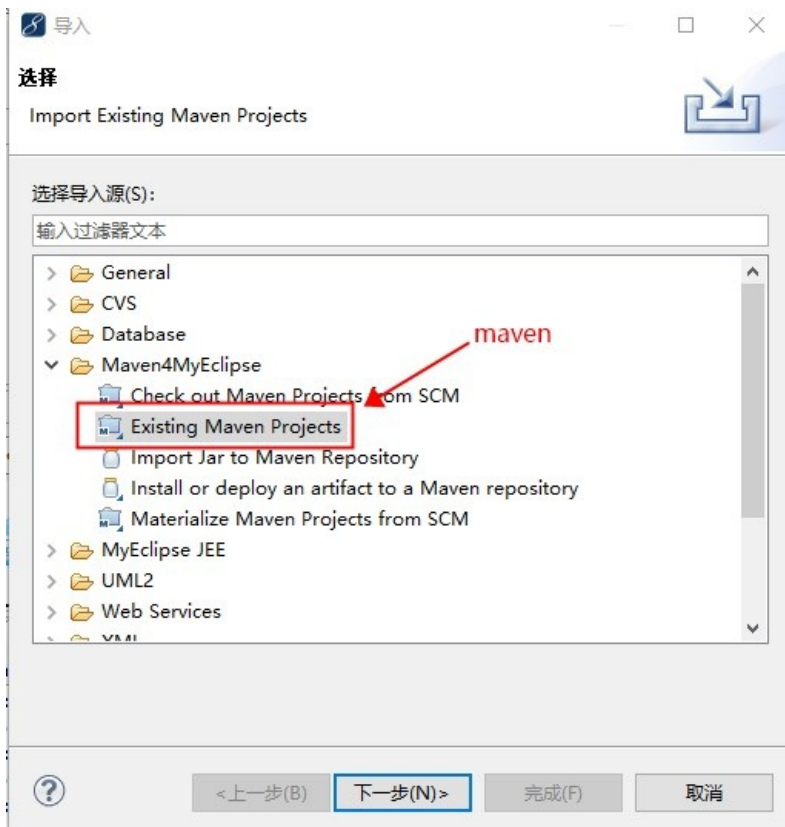 导入
选择
Import Existing Maven Projects
选择导入源(S):
输入过滤器文本
General
CVS
Database
maven
Maven4MyEclipse
Check out Maven Projects from SCM
Existing Maven Projects
Import Jar to Maven Repository
Install or deploy an artifact to a Maven repository
Materialize Maven Projects from SCM
MyEclipse JEE
UML2
Web Services
XML
<上一步(B)
下一步(N)>
完成(F)
取消